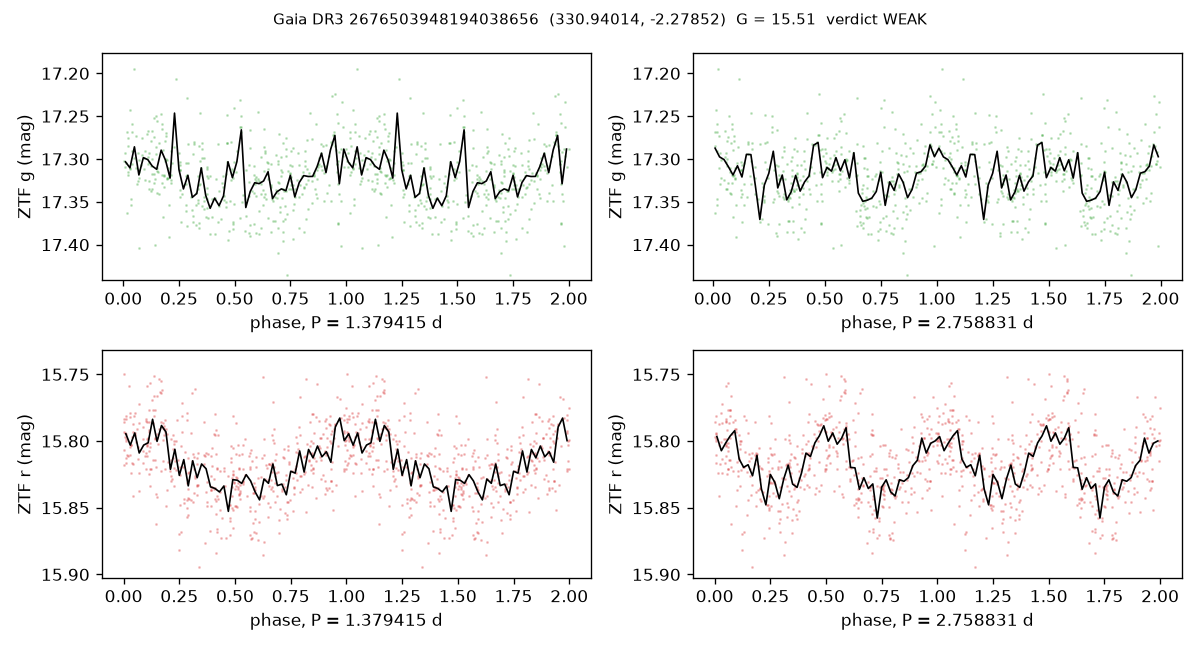 Gaia DR3 2676503948194038656  (330.94014, -2.27852)  G = 15.51  verdict WEAK
ZTF g (mag)
17.20
17.25
17.30
17.35
17.40
0.00 0.25 0.50 0.75 1.00 1.25 1.50 1.75 2.00
phase, P = 1.379415 d
ZTF g (mag)
17.20
17.25
17.30
17.35
17.40
0.00 0.25 0.50 0.75 1.00 1.25 1.50 1.75 2.00
phase, P = 2.758831 d
ZTF r (mag)
15.75
15.80
15.85
15.90
0.00 0.25 0.50 0.75 1.00 1.25 1.50 1.75 2.00
phase, P = 1.379415 d
ZTF r (mag)
15.75
15.80
15.85
15.90
0.00 0.25 0.50 0.75 1.00 1.25 1.50 1.75 2.00
phase, P = 2.758831 d